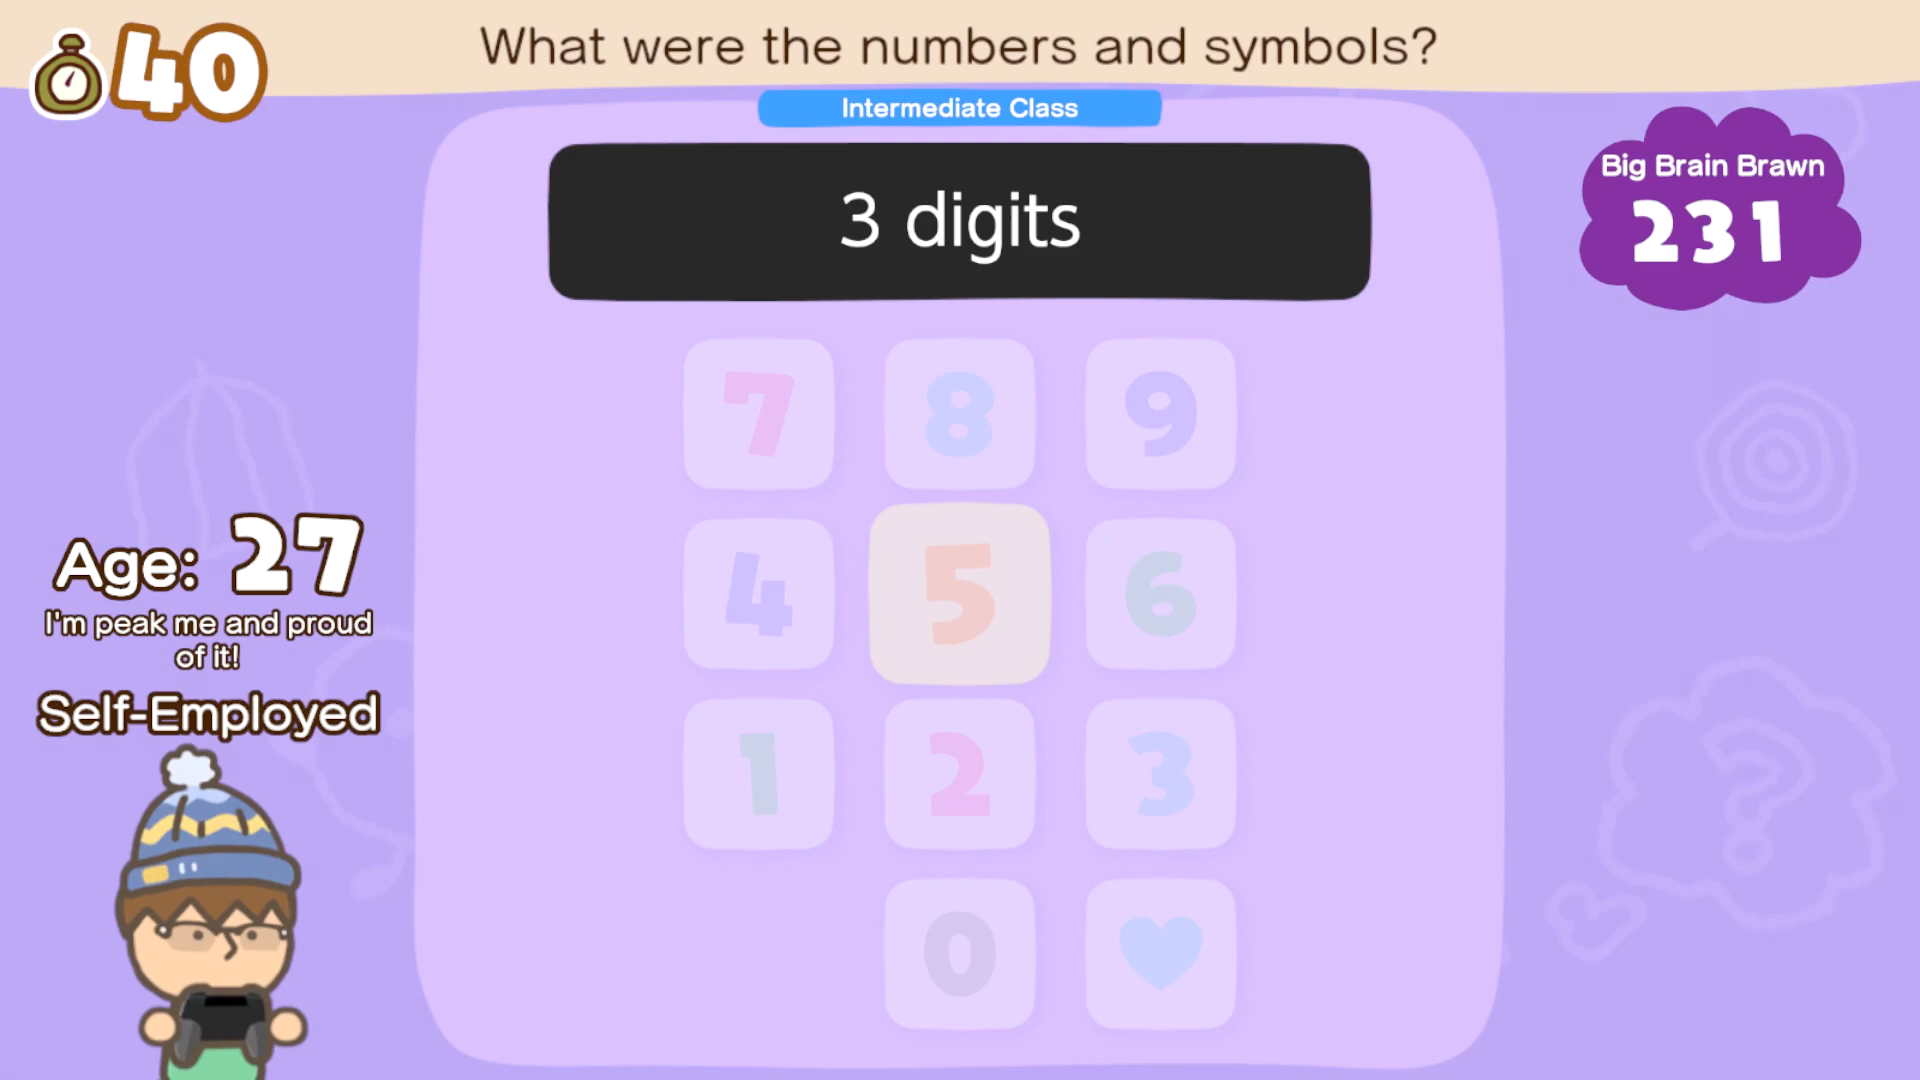 40
What were the numbers and symbols?
Intermediate Class
3 digits
Big Brain Brawn
231
7 8 9
4 5 6
1 2 3
0
Age: 27
I'm peak me and proud
of it!
Self-Employed
?